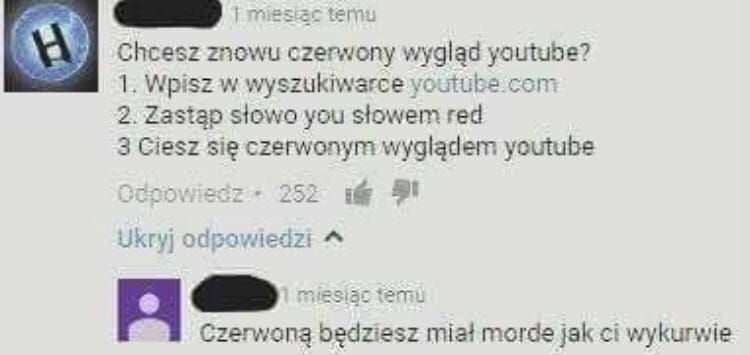 1 miesiąc temu
Chcesz znowu czerwony wygląd youtube?
1. Wpisz w wyszukiwarce youtube.com
2. Zastąp słowo you słowem red
3 Ciesz się czerwonym wyglądem youtube
Odpowiedz • 252
Ukryj odpowiedzi
1 miesiąc temu
Czerwoną będziesz miał morde jak ci wykurwie